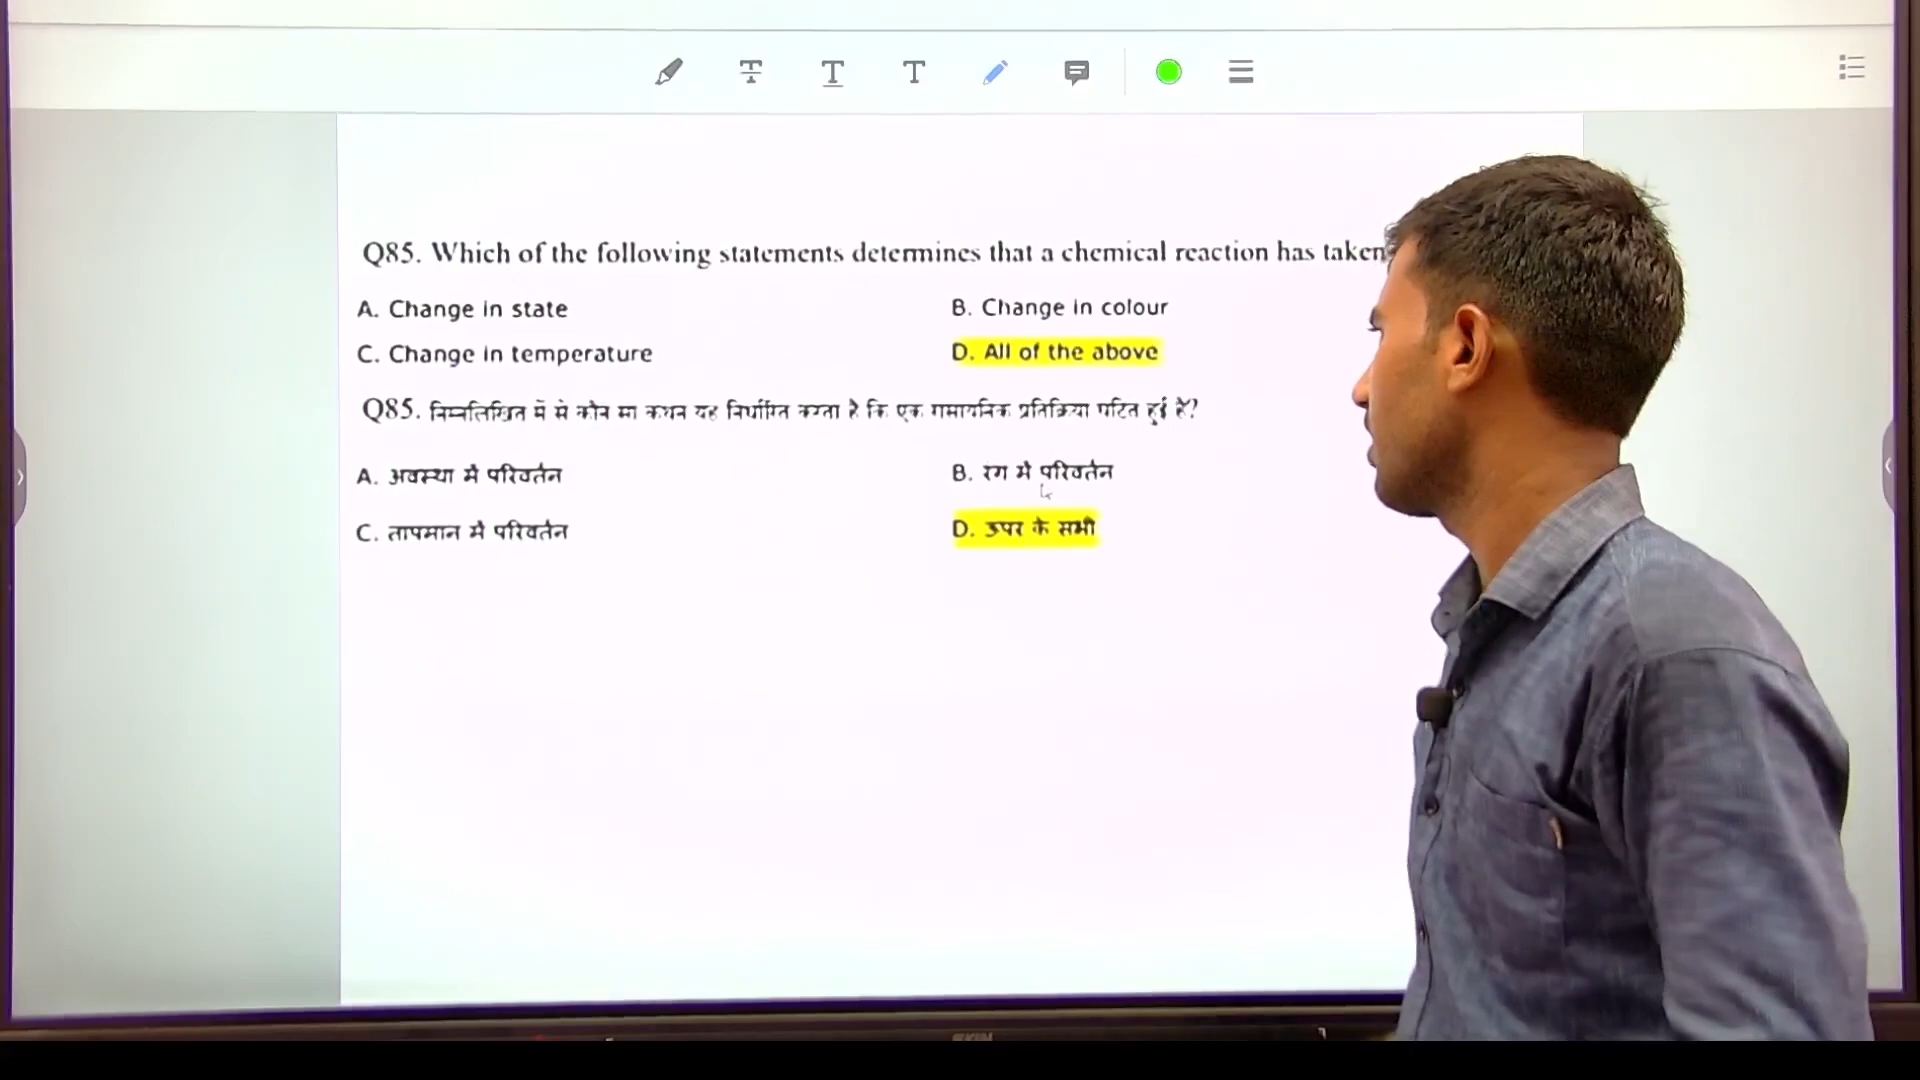 Q85. Which of the following statements determines that a chemical reaction has taken
A. Change in state
B. Change in colour
C. Change in temperature
D. All of the above
Q85. निम्नलिखित में से कौन सा कथन यह निर्धारित करता है कि एक रासायनिक प्रतिक्रिया घटित हुई है?
A. अवस्था मे परिवर्तन
B. रग मे परिवर्तन
C. तापमान मे परिवर्तन
D. उपर के सभी